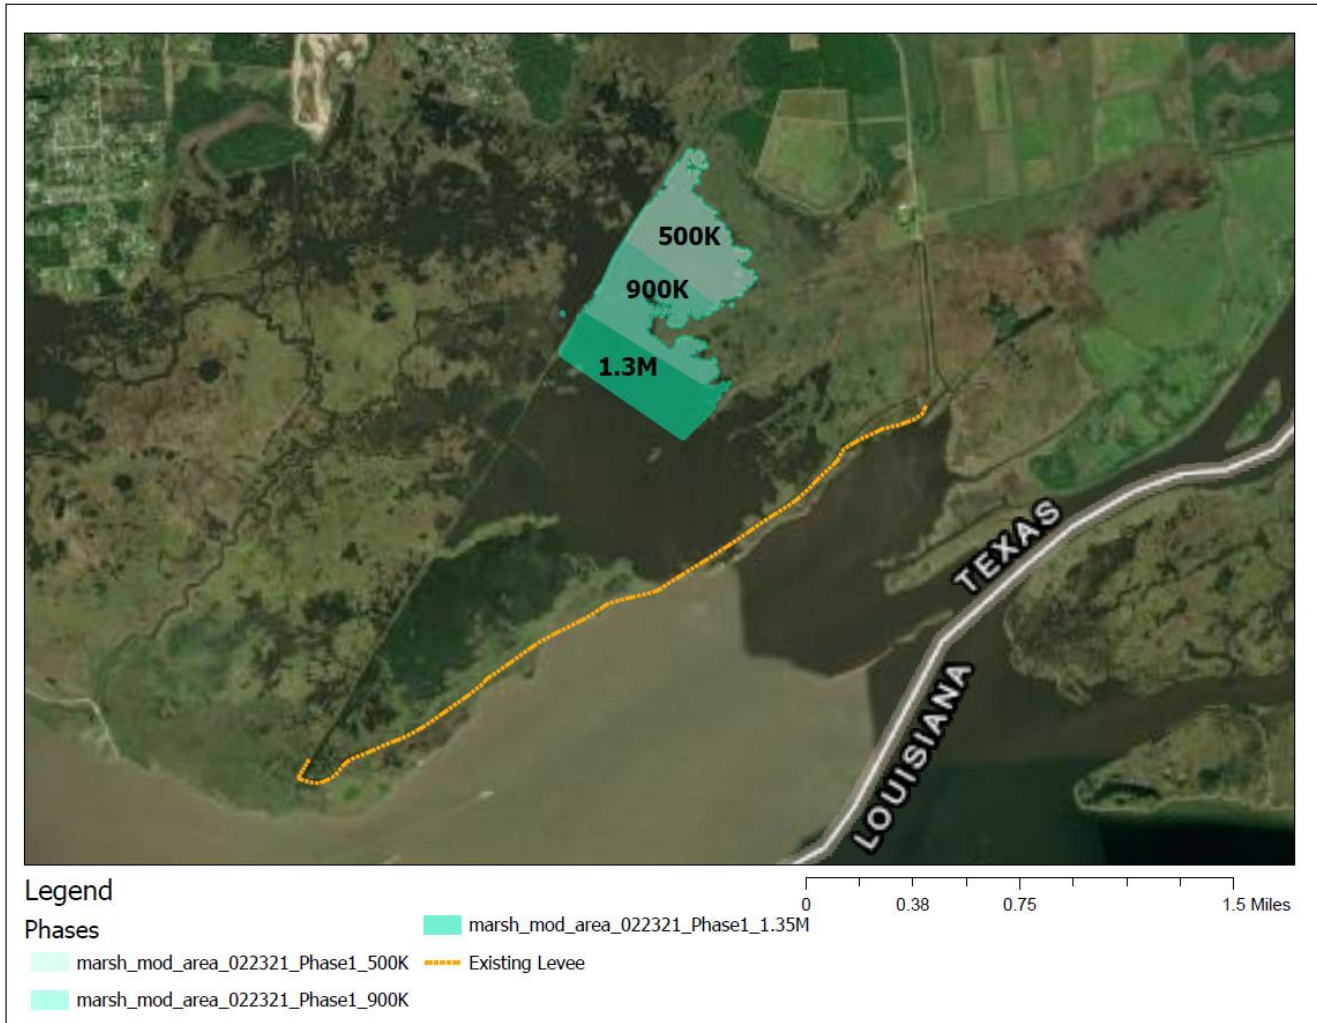 500K
900K
1.3M
TEXAS
LOUISIANA
Legend
Phases
marsh_mod_area_022321_Phase1_500K
marsh_mod_area_022321_Phase1_900K
marsh_mod_area_022321_Phase1_1.35M
Existing Levee
0 0.38 0.75 1.5 Miles